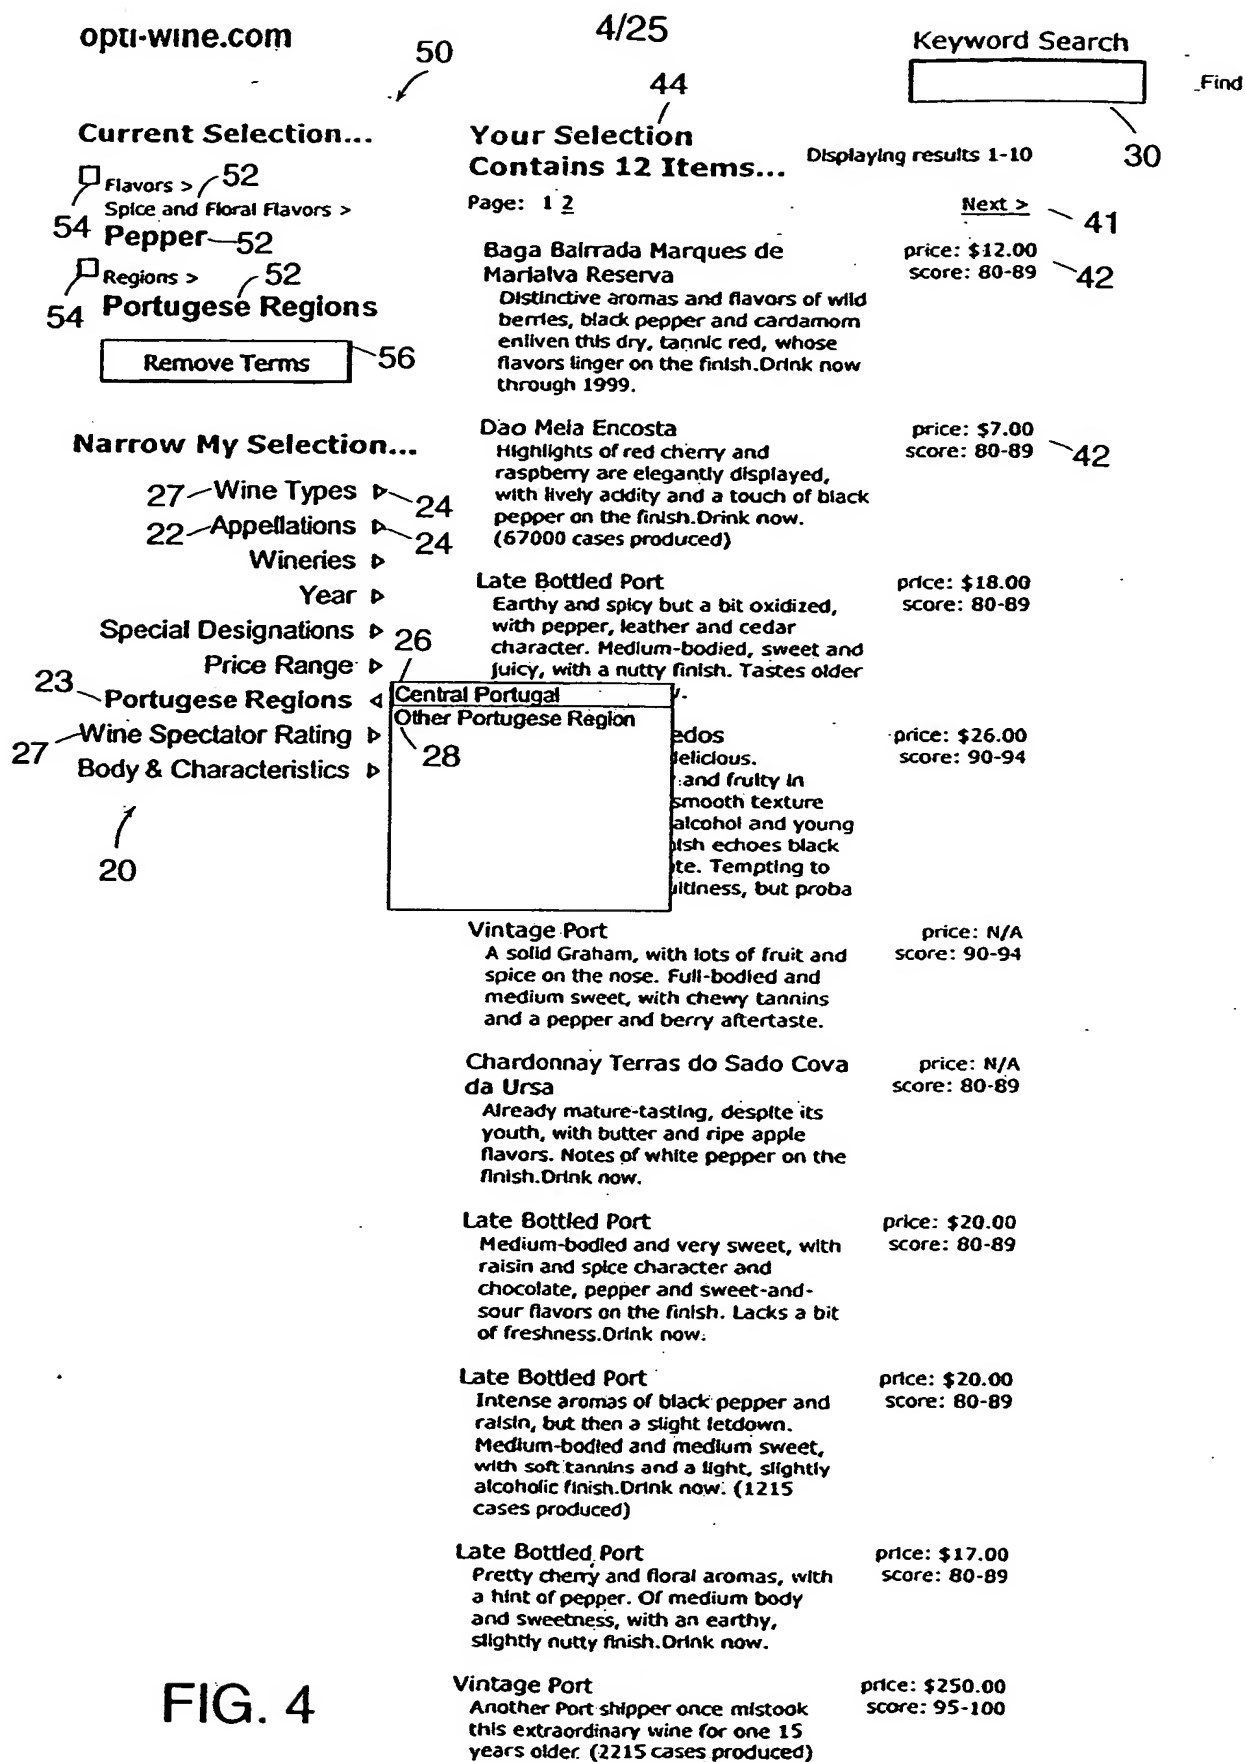 opti-wine.com
4/25
Keyword Search
Find
50
44
30
Current Selection...
Flavors >
52
Spice and Floral Flavors >
54
Pepper
52
Regions >
52
54
Portugese Regions
Remove Terms
56
Narrow My Selection...
27
Wine Types
24
22
Appellations
24
Wineries
Year
Special Designations
26
Price Range
23
Portugese Regions
Central Portugal
Other Portugese Region
27
Wine Spectator Rating
28
Body & Characteristics
20
Your Selection
Contains 12 Items...
Displaying results 1-10
Page: 1 2
Next >
41
Baga Bairrada Marques de
Marialva Reserva
price: $12.00
score: 80-89
42
Distinctive aromas and flavors of wild
berries, black pepper and cardamom
enliven this dry, tannic red, whose
flavors linger on the finish.Drink now
through 1999.
Dao Meia Encosta
price: $7.00
score: 80-89
42
Highlights of red cherry and
raspberry are elegantly displayed,
with lively acidity and a touch of black
pepper on the finish.Drink now.
(67000 cases produced)
Late Bottled Port
price: $18.00
score: 80-89
Earthy and spicy but a bit oxidized,
with pepper, leather and cedar
character. Medium-bodied, sweet and
juicy, with a nutty finish. Tastes older
edos
price: $26.00
score: 90-94
elicious.
and fruity in
smooth texture
alcohol and young
ish echoes black
te. Tempting to
uitiness, but proba
Vintage Port
price: N/A
score: 90-94
A solid Graham, with lots of fruit and
spice on the nose. Full-bodied and
medium sweet, with chewy tannins
and a pepper and berry aftertaste.
Chardonnay Terras do Sado Cova
da Ursa
price: N/A
score: 80-89
Already mature-tasting, despite its
youth, with butter and ripe apple
flavors. Notes of white pepper on the
finish.Drink now.
Late Bottled Port
price: $20.00
score: 80-89
Medium-bodied and very sweet, with
raisin and spice character and
chocolate, pepper and sweet-and-
sour flavors on the finish. Lacks a bit
of freshness.Drink now.
Late Bottled Port
price: $20.00
score: 80-89
Intense aromas of black pepper and
raisin, but then a slight letdown.
Medium-bodied and medium sweet,
with soft tannins and a light, slightly
alcoholic finish.Drink now. (1215
cases produced)
Late Bottled Port
price: $17.00
score: 80-89
Pretty cherry and floral aromas, with
a hint of pepper. Of medium body
and sweetness, with an earthy,
slightly nutty finish.Drink now.
Vintage Port
price: $250.00
score: 95-100
Another Port shipper once mistook
this extraordinary wine for one 15
years older. (2215 cases produced)
FIG. 4